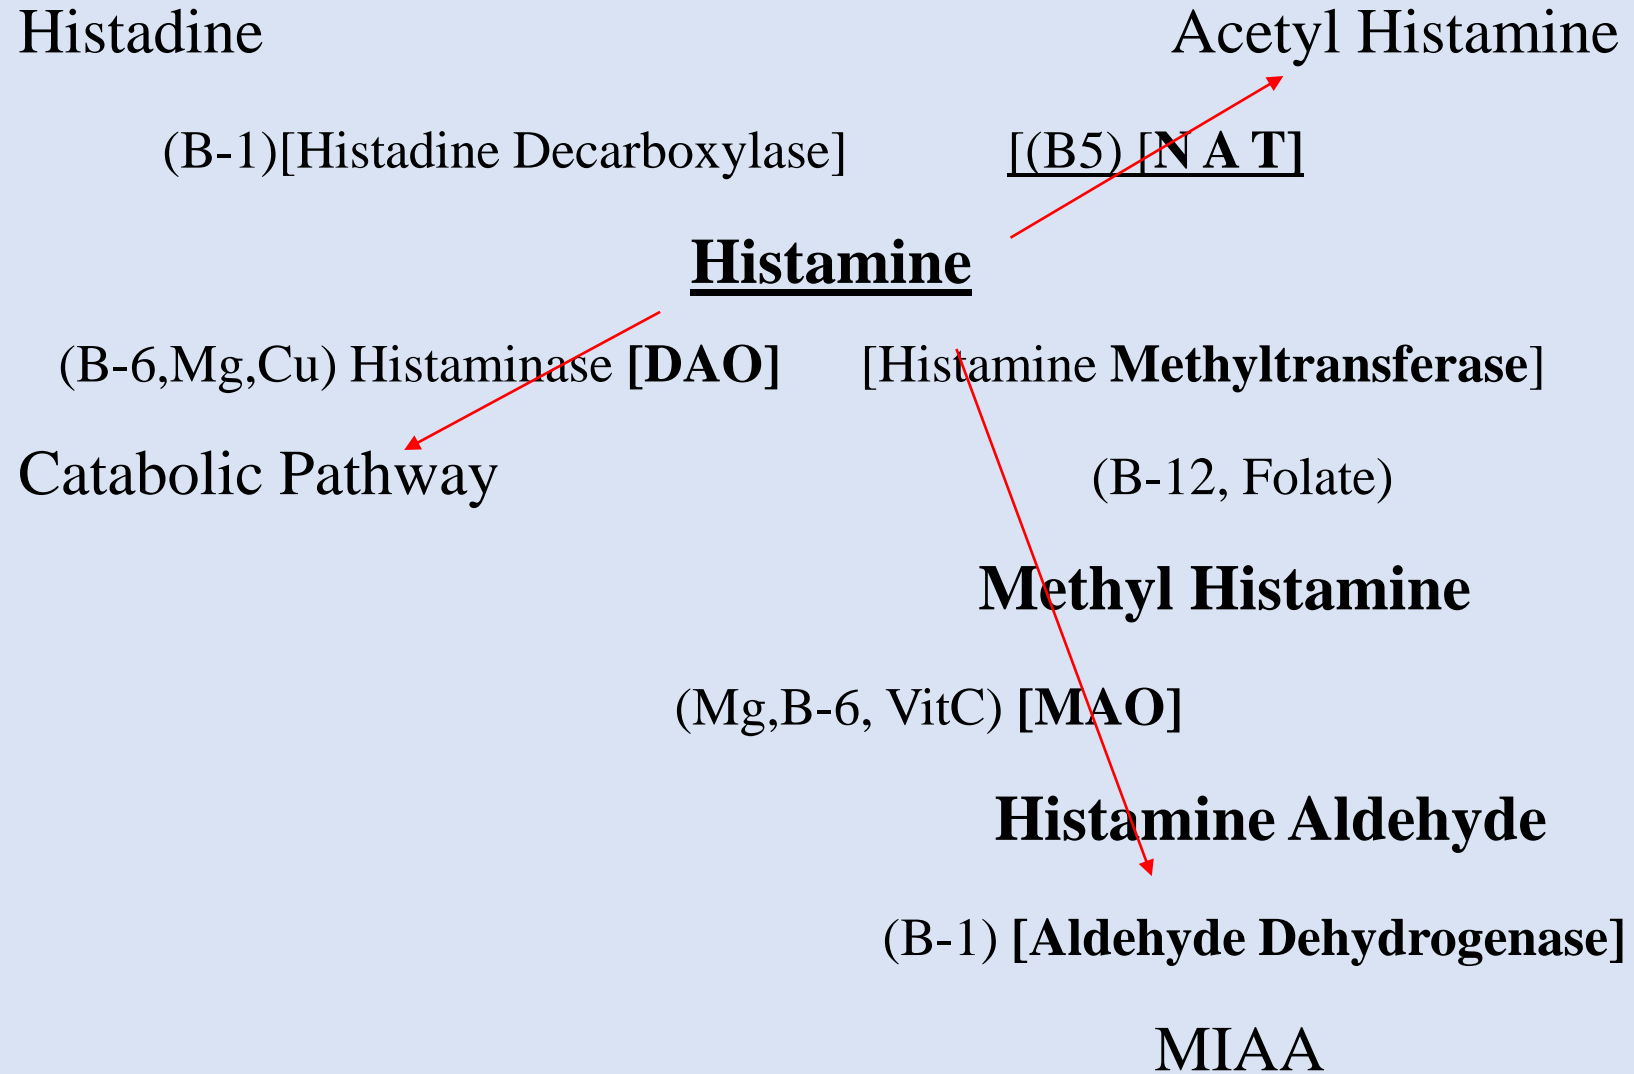 Histadine Acetyl Histamine
(B-1)[Histadine Decarboxylase] [(B5) [N A T]
Histamine
(B-6,Mg,Cu) Histaminase [DAO] [Histamine Methyltransferase]
Catabolic Pathway (B-12, Folate)
Methyl Histamine
(Mg,B-6, VitC) [MAO]
Histamine Aldehyde
(B-1) [Aldehyde Dehydrogenase]
MIAA